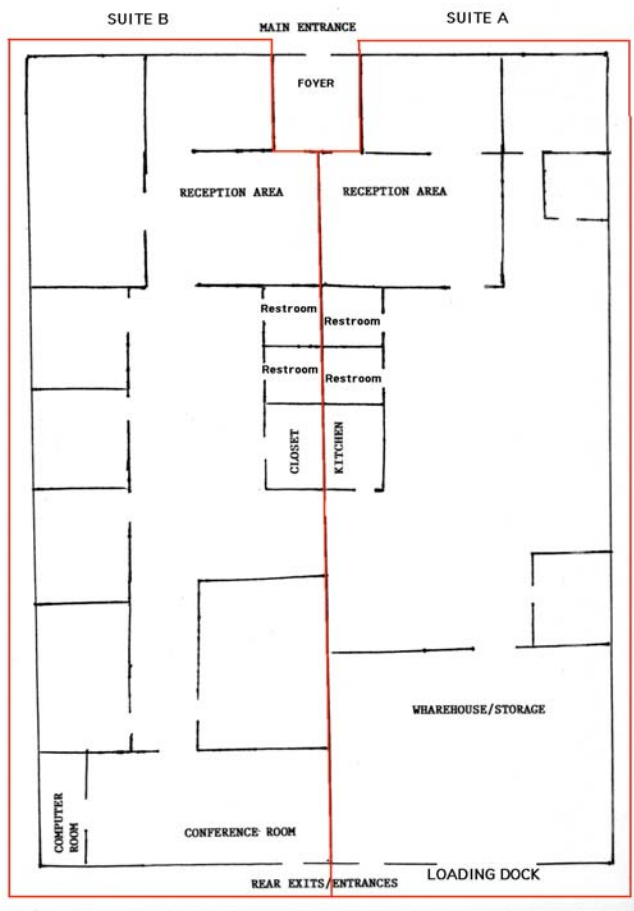 SUITE B
SUITE A
MAIN ENTRANCE
FOYER
RECEPTION AREA
RECEPTION AREA
Restroom
Restroom
Restroom
Restroom
CLOSET
KITCHEN
WHAREHOUSE/STORAGE
COMPUTER
ROOM
CONFERENCE ROOM
LOADING DOCK
REAR EXITS/ENTRANCES